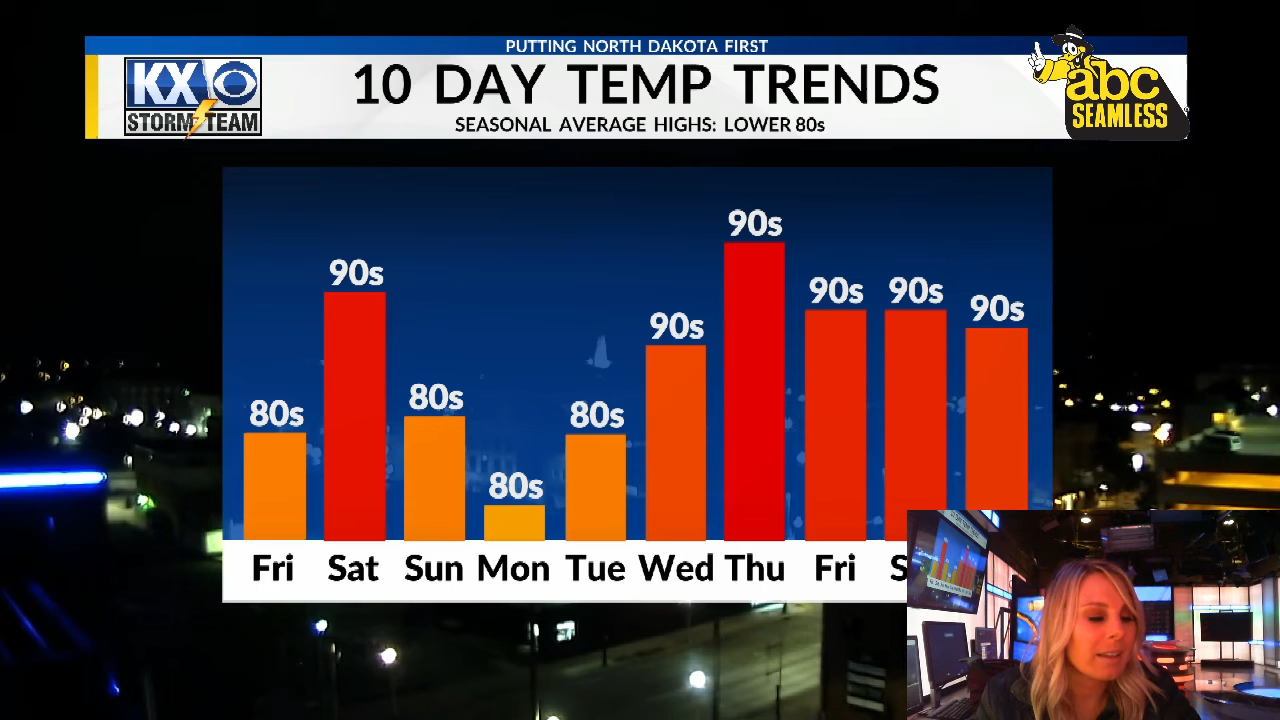 PUTTING NORTH DAKOTA FIRST
KX
STORM TEAM
10 DAY TEMP TRENDS
SEASONAL AVERAGE HIGHS: LOWER 80s
abc
SEAMLESS
80s 90s 80s 80s 80s 90s 90s 90s 90s 90s
Fri Sat Sun Mon Tue Wed Thu Fri S